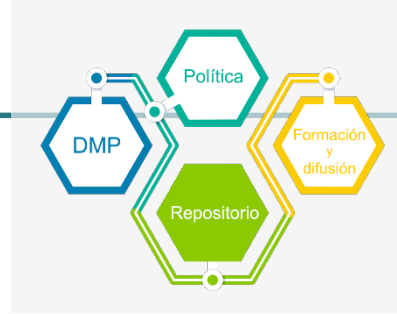 Política
DMP
Formación
y
difusión
Repositorio